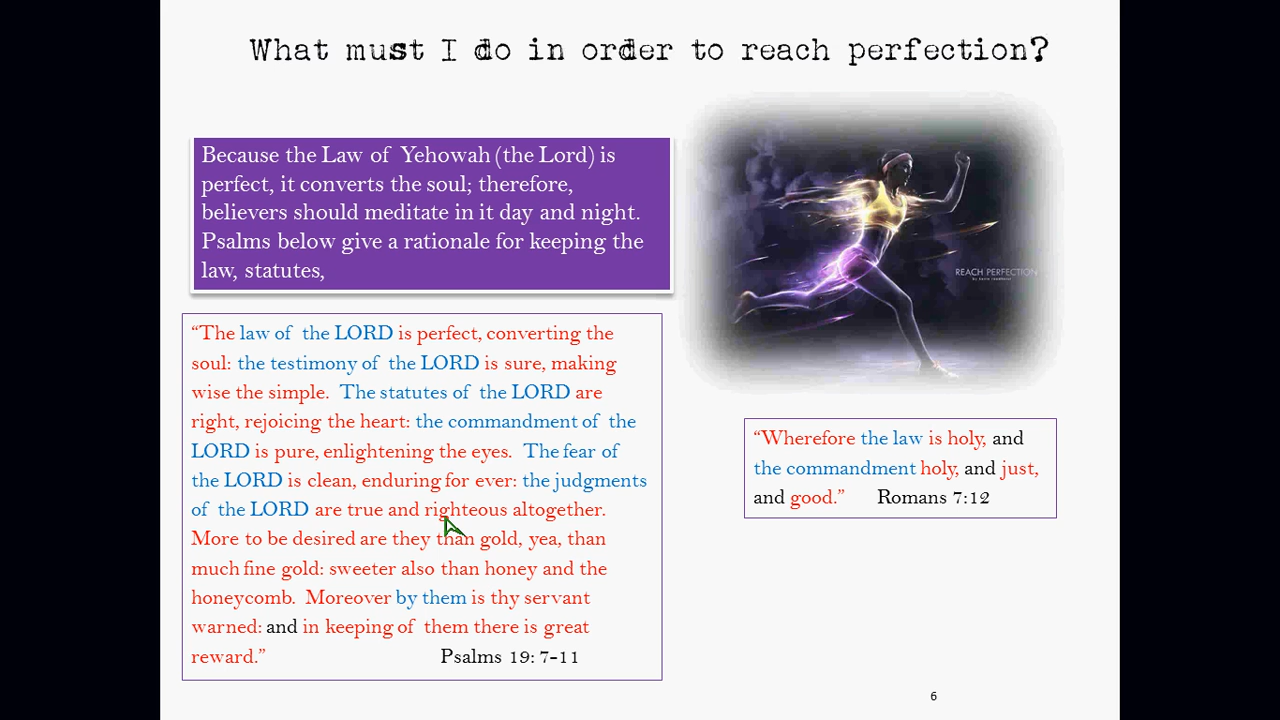 What must I do in order to reach perfection?
Because the Law of Yehowah (the Lord) is
perfect, it converts the soul; therefore,
believers should meditate in it day and night.
Psalms below give a rationale for keeping the
law, statutes,
REACH PERFECTION
“The law of the LORD is perfect, converting the
soul: the testimony of the LORD is sure, making
wise the simple. The statutes of the LORD are
right, rejoicing the heart: the commandment of the
LORD is pure, enlightening the eyes. The fear of
the LORD is clean, enduring for ever: the judgments
of the LORD are true and righteous altogether.
More to be desired are they than gold, yea, than
much fine gold: sweeter also than honey and the
honeycomb. Moreover by them is thy servant
warned: and in keeping of them there is great
reward.” Psalms 19: 7-11
“Wherefore the law is holy, and
the commandment holy, and just,
and good.” Romans 7:12
6